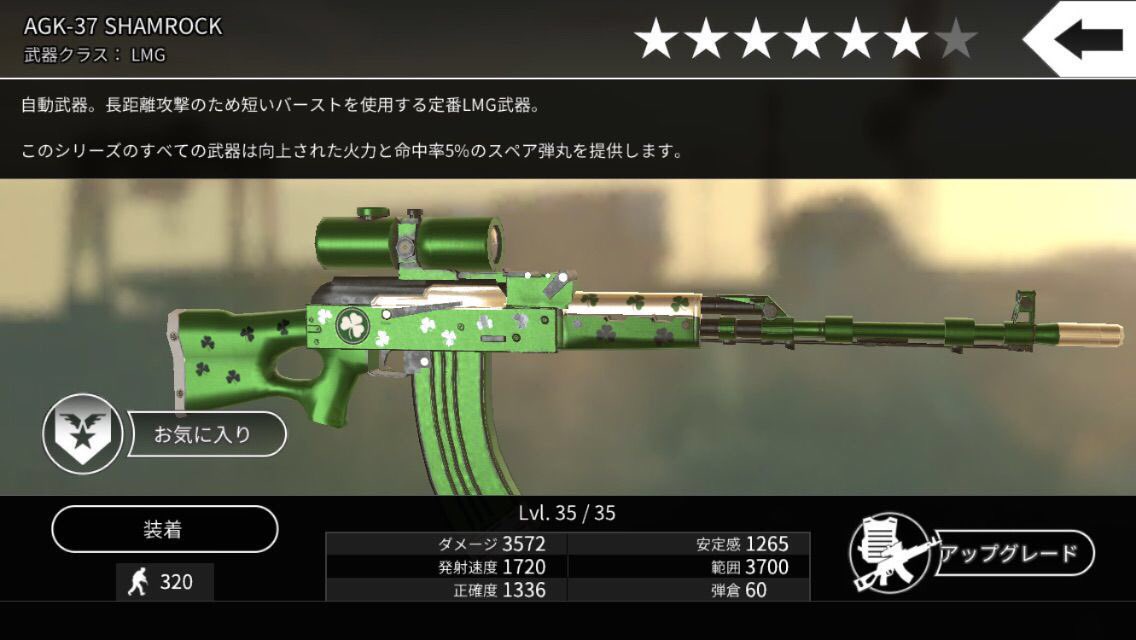 AGK-37 SHAMROCK
武器クラス： LMG
自動武器。長距離攻撃のため短いバーストを使用する定番LMG武器。
このシリーズのすべての武器は向上された火力と命中率5%のスペア弾丸を提供します。
お気に入り
装着
320
Lvl. 35 / 35
ダメージ 3572
発射速度 1720
正確度 1336
安定感 1265
範囲 3700
弾倉 60
アップグレード